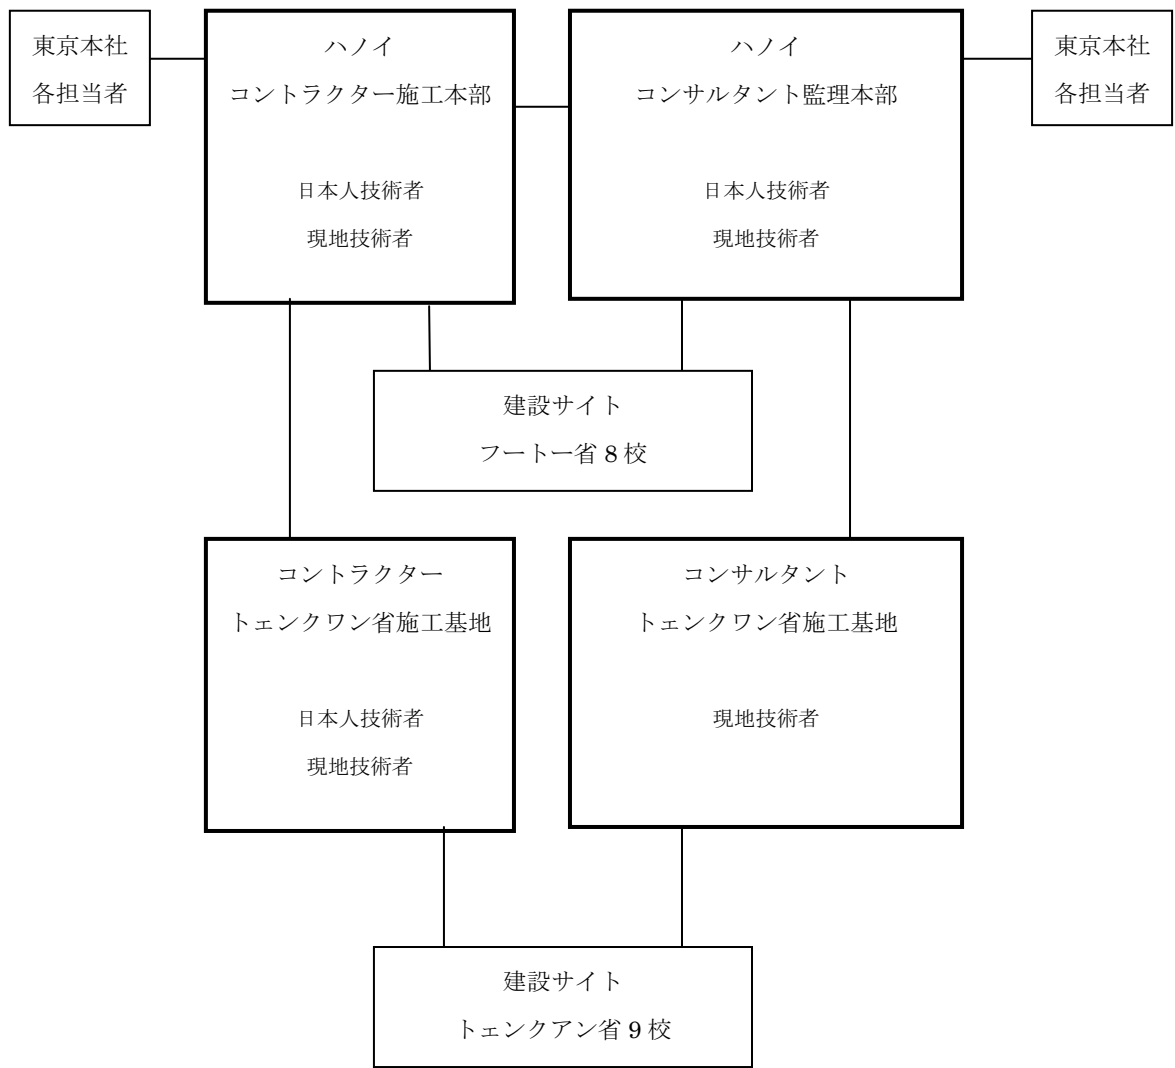 東京本社
各担当者
ハノイ
コントラクター施工本部
日本人技術者
現地技術者
ハノイ
コンサルタント監理本部
日本人技術者
現地技術者
東京本社
各担当者
建設サイト
フートー省 8 校
コントラクター
トェンクワン省施工基地
日本人技術者
現地技術者
コンサルタント
トェンクワン省施工基地
現地技術者
建設サイト
トェンクアン省 9 校